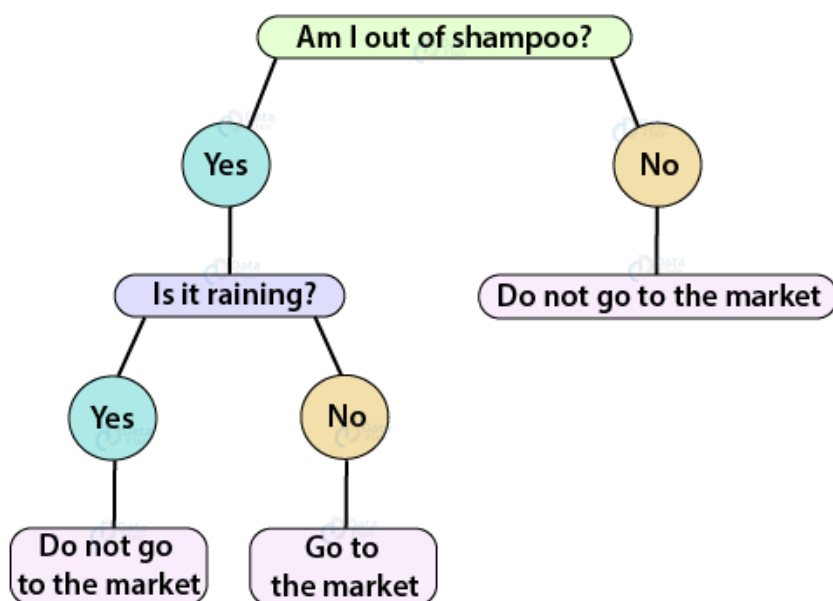 Am I out of shampoo?
Yes
No
Is it raining?
Do not go to the market
Yes
No
Do not go
to the market
Go to
the market